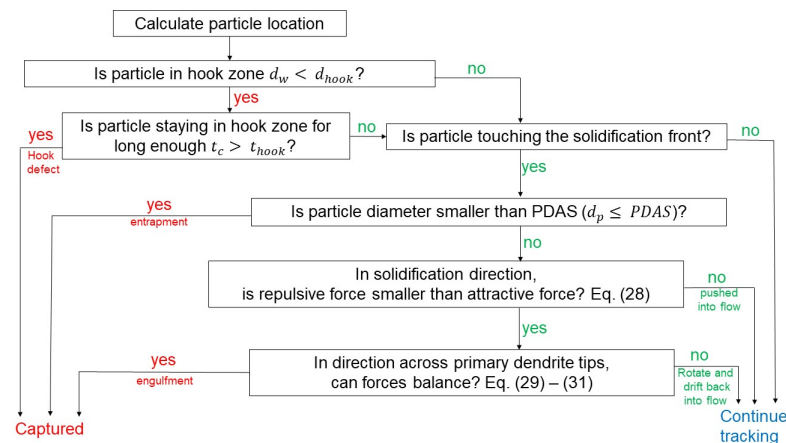 Calculate particle location
Is particle in hook zone d_w < d_hook?
no
yes
Is particle staying in hook zone for
long enough t_c > t_hook?
yes
Hook
defect
no
Is particle touching the solidification front?
no
yes
Is particle diameter smaller than PDAS (d_p ≤ PDAS)?
yes
entrapment
no
In solidification direction,
is repulsive force smaller than attractive force? Eq. (28)
no
pushed
into flow
yes
In direction across primary dendrite tips,
can forces balance? Eq. (29) – (31)
yes
engulfment
no
Rotate and
drift back
into flow
Captured
Continue
tracking